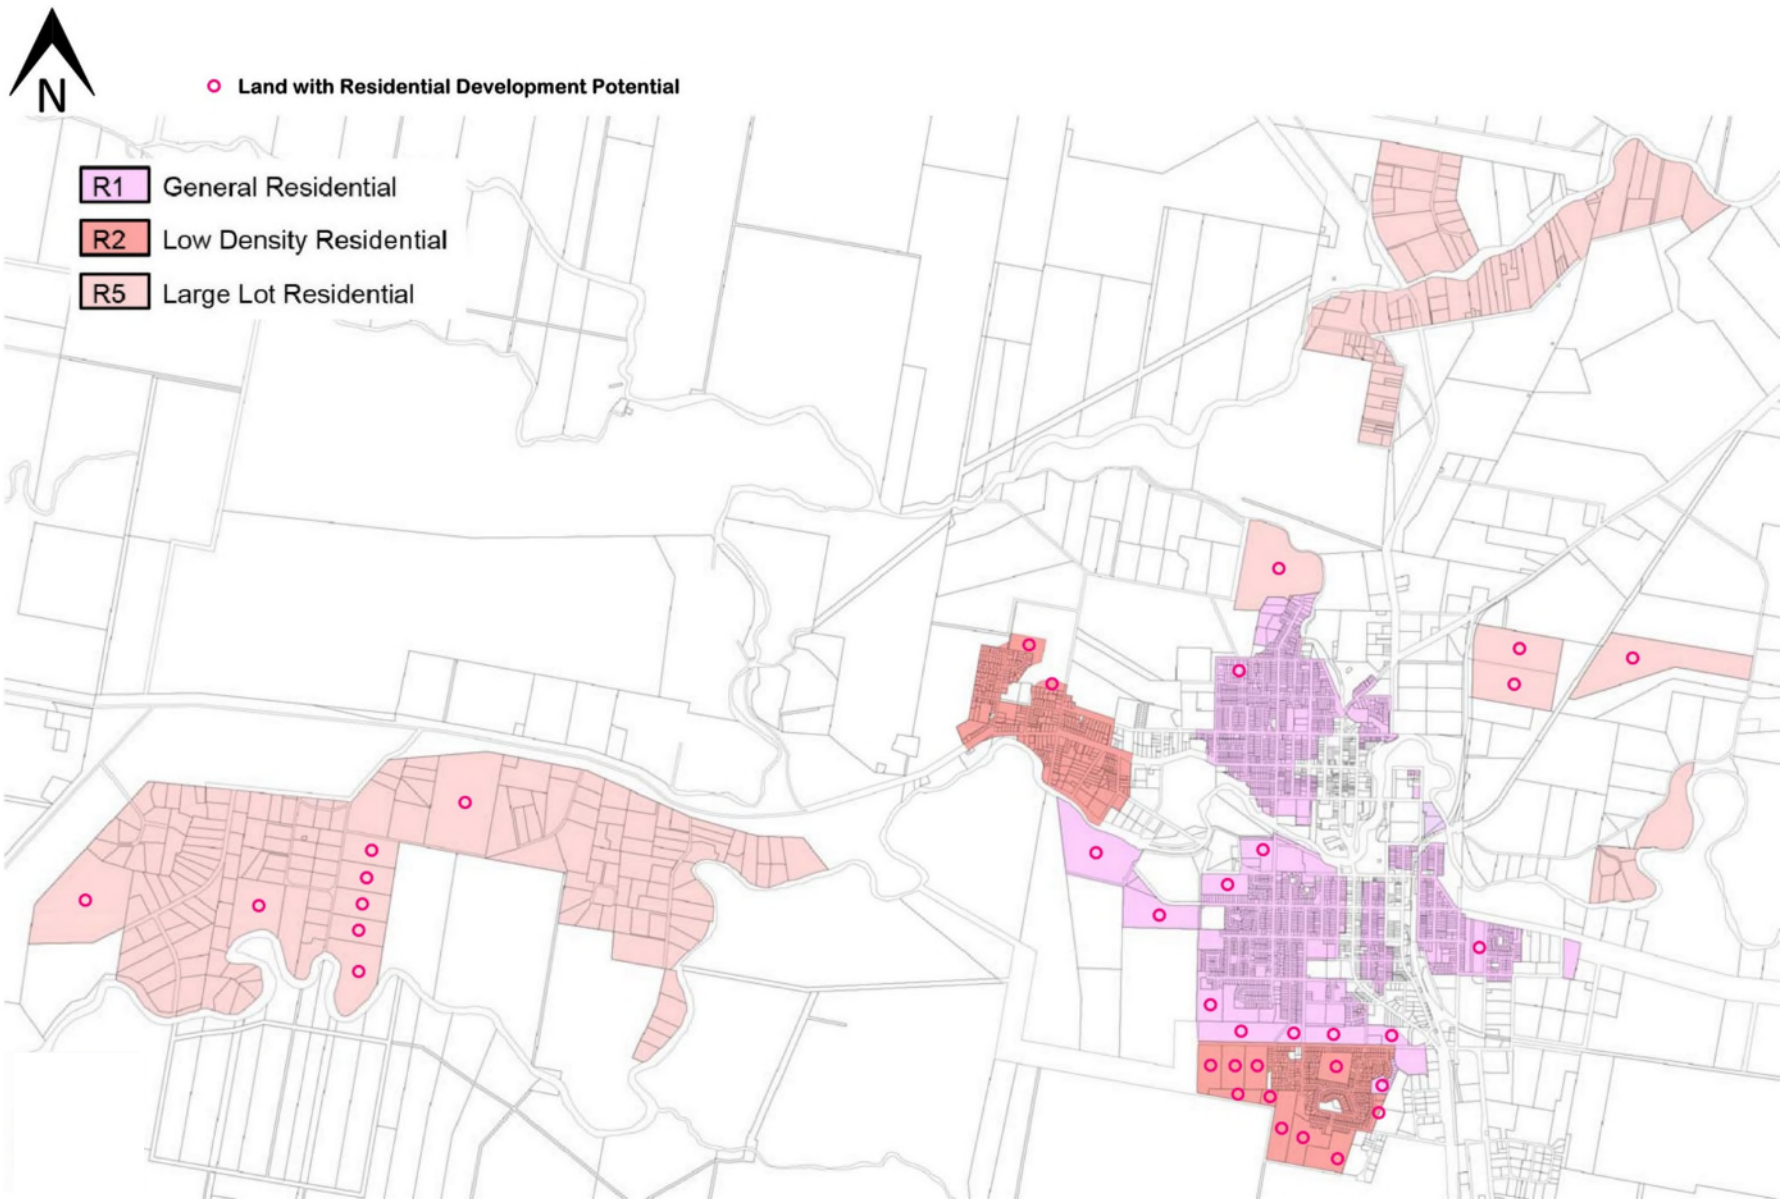 N
Land with Residential Development Potential
R1 General Residential
R2 Low Density Residential
R5 Large Lot Residential